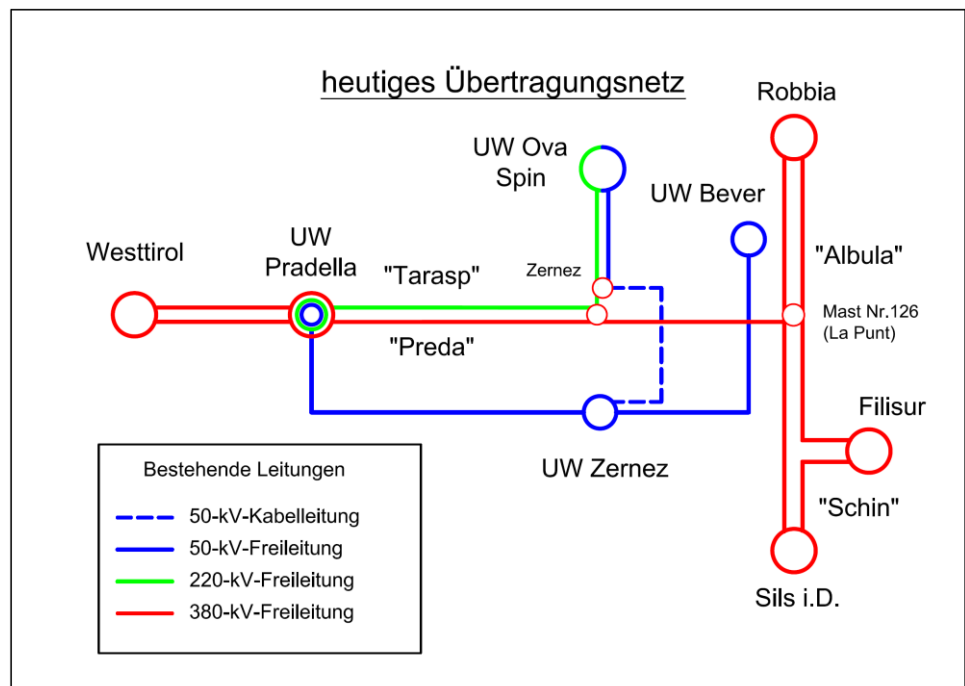 heutiges Übertragungsnetz
Robbia
UW Ova
Spin
UW Bever
Westtirol
UW
Pradella
"Tarasp"
Zernez
"Albula"
"Preda"
Mast Nr.126
(La Punt)
Filisur
UW Zernez
"Schin"
Sils i.D.
Bestehende Leitungen
50-kV-Kabelleitung
50-kV-Freileitung
220-kV-Freileitung
380-kV-Freileitung